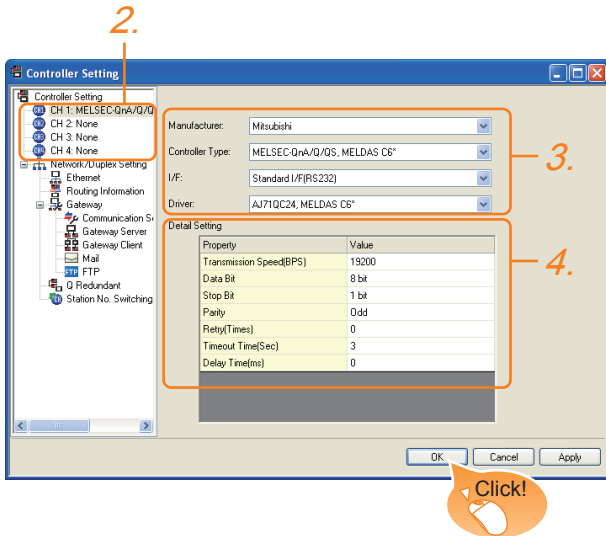 2.
Controller Setting
Controller Setting
CH 1: MELSEC-QnA/Q/Q
CH 2: None
CH 3: None
CH 4: None
Network/Duplex Setting
Ethernet
Routing Information
Gateway
Communication Se
Gateway Server
Gateway Client
Mail
FTP FTP
Q Redundant
Station No. Switching
Manufacturer: Mitsubishi
Controller Type: MELSEC-QnA/Q/QS, MELDAS C6*
I/F: Standard I/F(RS232)
Driver: AJ71QC24, MELDAS C6*
3.
Detail Setting
Property Value
Transmission Speed(BPS) 19200
Data Bit 8 bit
Stop Bit 1 bit
Parity Odd
Retry(Times) 0
Timeout Time(Sec) 3
Delay Time(ms) 0
4.
OK Cancel Apply
Click!